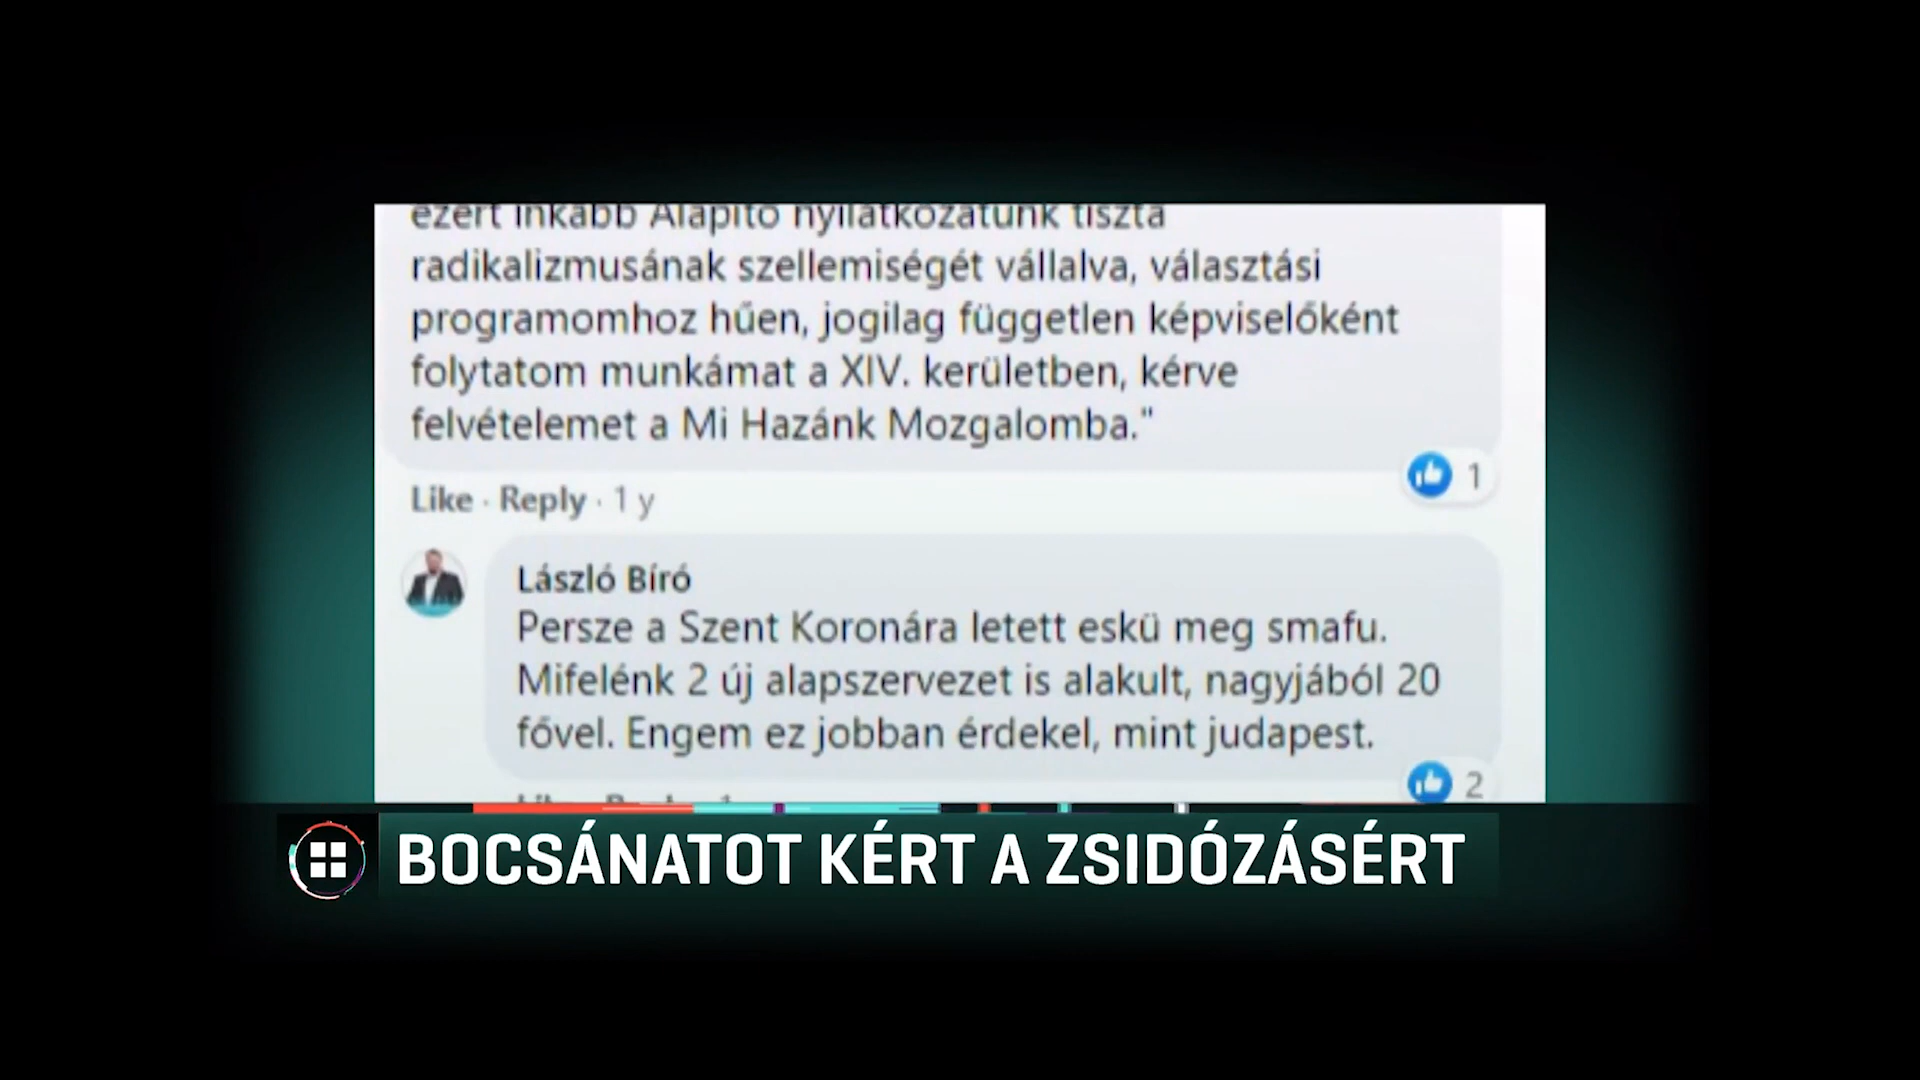 ezért inkább Alapító nyilatkozatunk tiszta
radikalizmusának szellemiségét vállalva, választási
programomhoz hűen, jogilag független képviselőként
folytatom munkámat a XIV. kerületben, kérve
felvételemet a Mi Hazánk Mozgalomba."
1
Like · Reply · 1 y
László Bíró
Persze a Szent Koronára letett eskü meg smafu.
Mifelénk 2 új alapszervezet is alakult, nagyjából 20
fővel. Engem ez jobban érdekel, mint judapest.
2
BOCSÁNATOT KÉRT A ZSIDÓZÁSÉRT